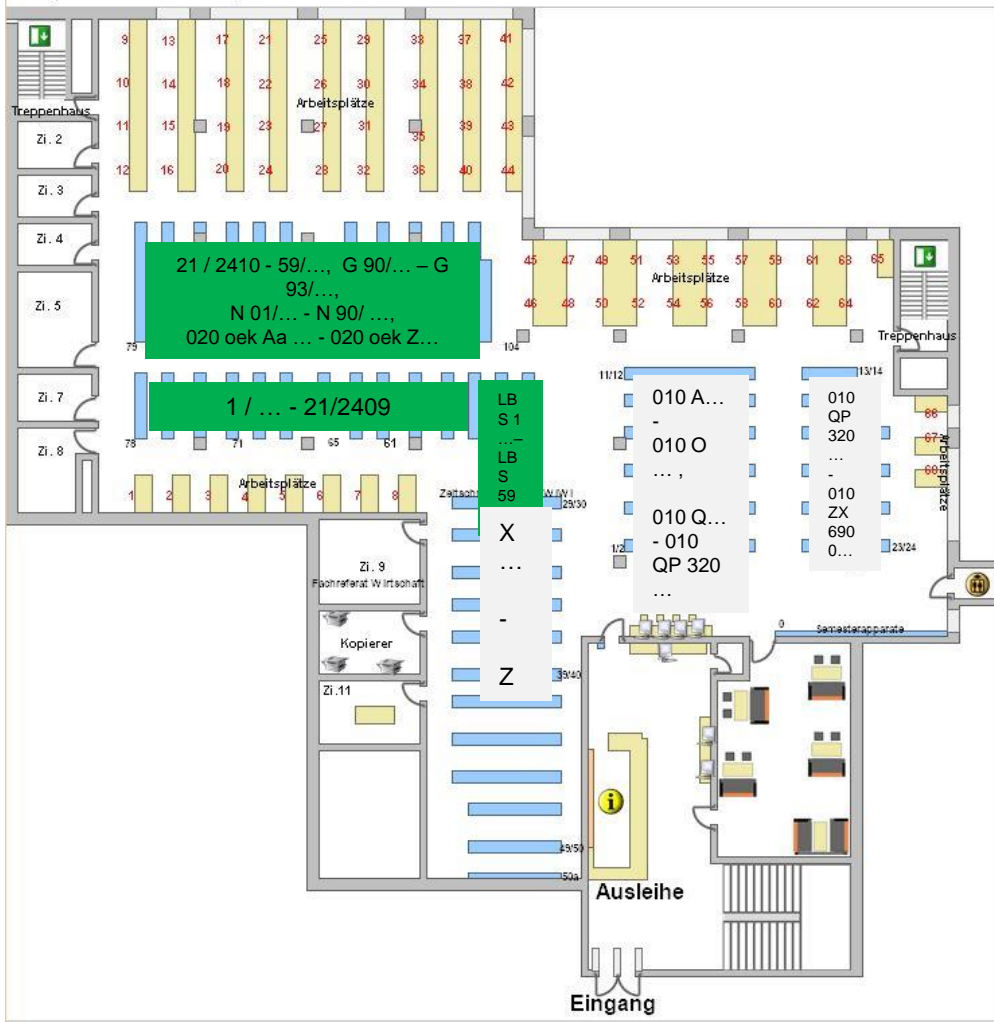 9 13 17 21 25 29 33 37 41
10 14 18 22 26 30 34 38 42
Arbeitsplätze
11 15 19 23 27 31 35 39 43
12 16 20 24 28 32 36 40 44
Treppenhaus
Zi. 2
Zi. 3
Zi. 4
Zi. 5
Zi. 7
Zi. 8
21 / 2410 - 59/…, G 90/… – G
93/…,
N 01/… - N 90/ …,
020 oek Aa … - 020 oek Z…
79
104
45 47 49 51 53 55 57 59 61 63 65
Arbeitsplätze
46 48 50 52 54 56 58 60 62 64
Treppenhaus
1 / … - 21/2409
78 71 65 61
LB
S 1
…–
LB
S
59
11/12
010 A…
-
010 O
… ,
010 Q…
- 010
QP 320
…
1/2
13/14
010
QP
320
…
-
010
ZX
690
0…
23/24
66
67
68
Arbeitsplätze
Arbeitsplätze
1 2 3 4 5 6 7 8
29/30
X
…
-
Z
39/40
49/50
50a
Zi. 9
Fachreferat Wirtschaft
Kopierer
Zi.11
0
Semesterapparate
i
Ausleihe
Eingang